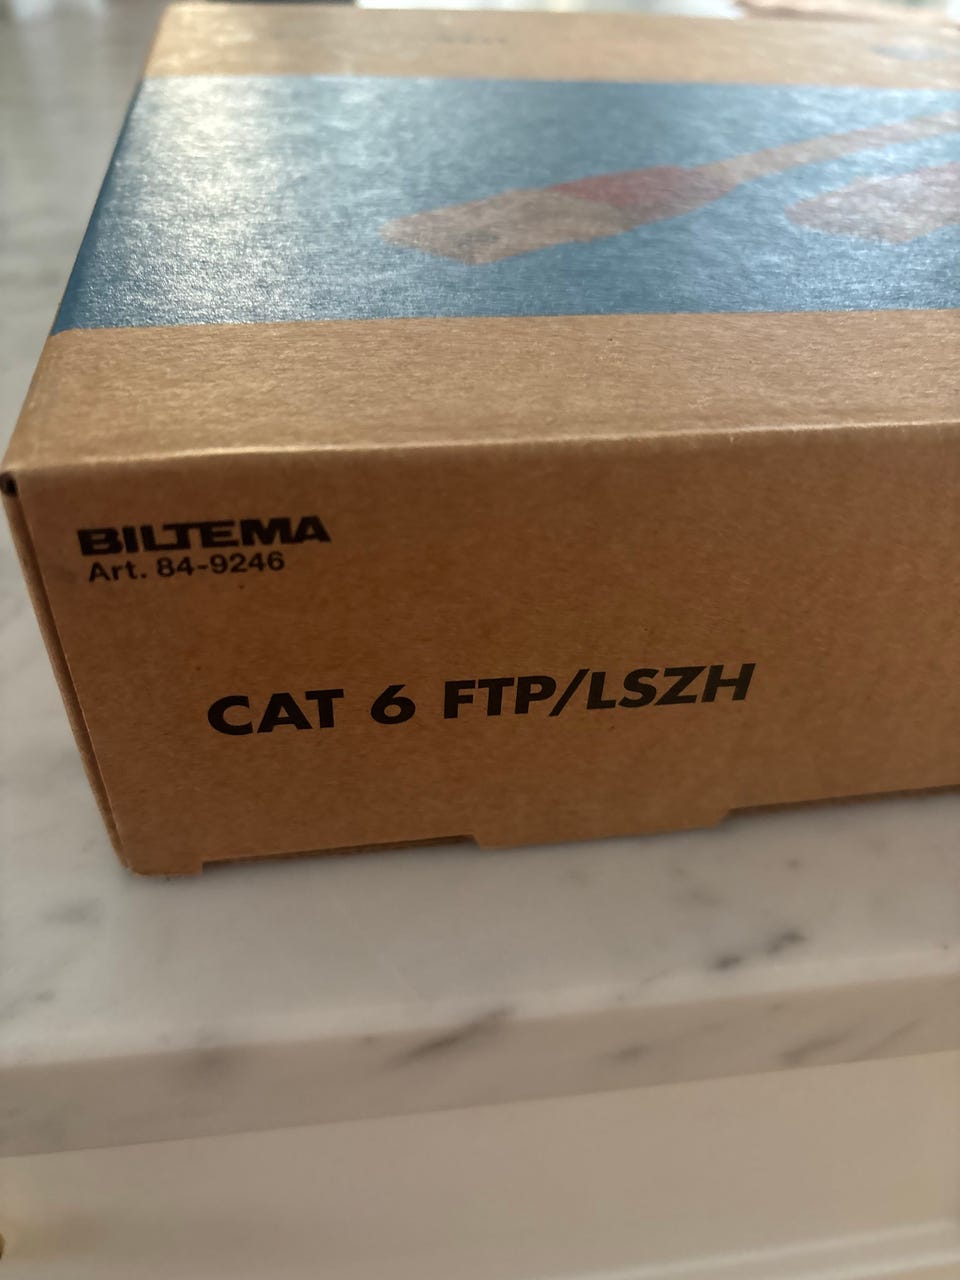 BILTEMA
Art. 84-9246
CAT 6 FTP/LSZH